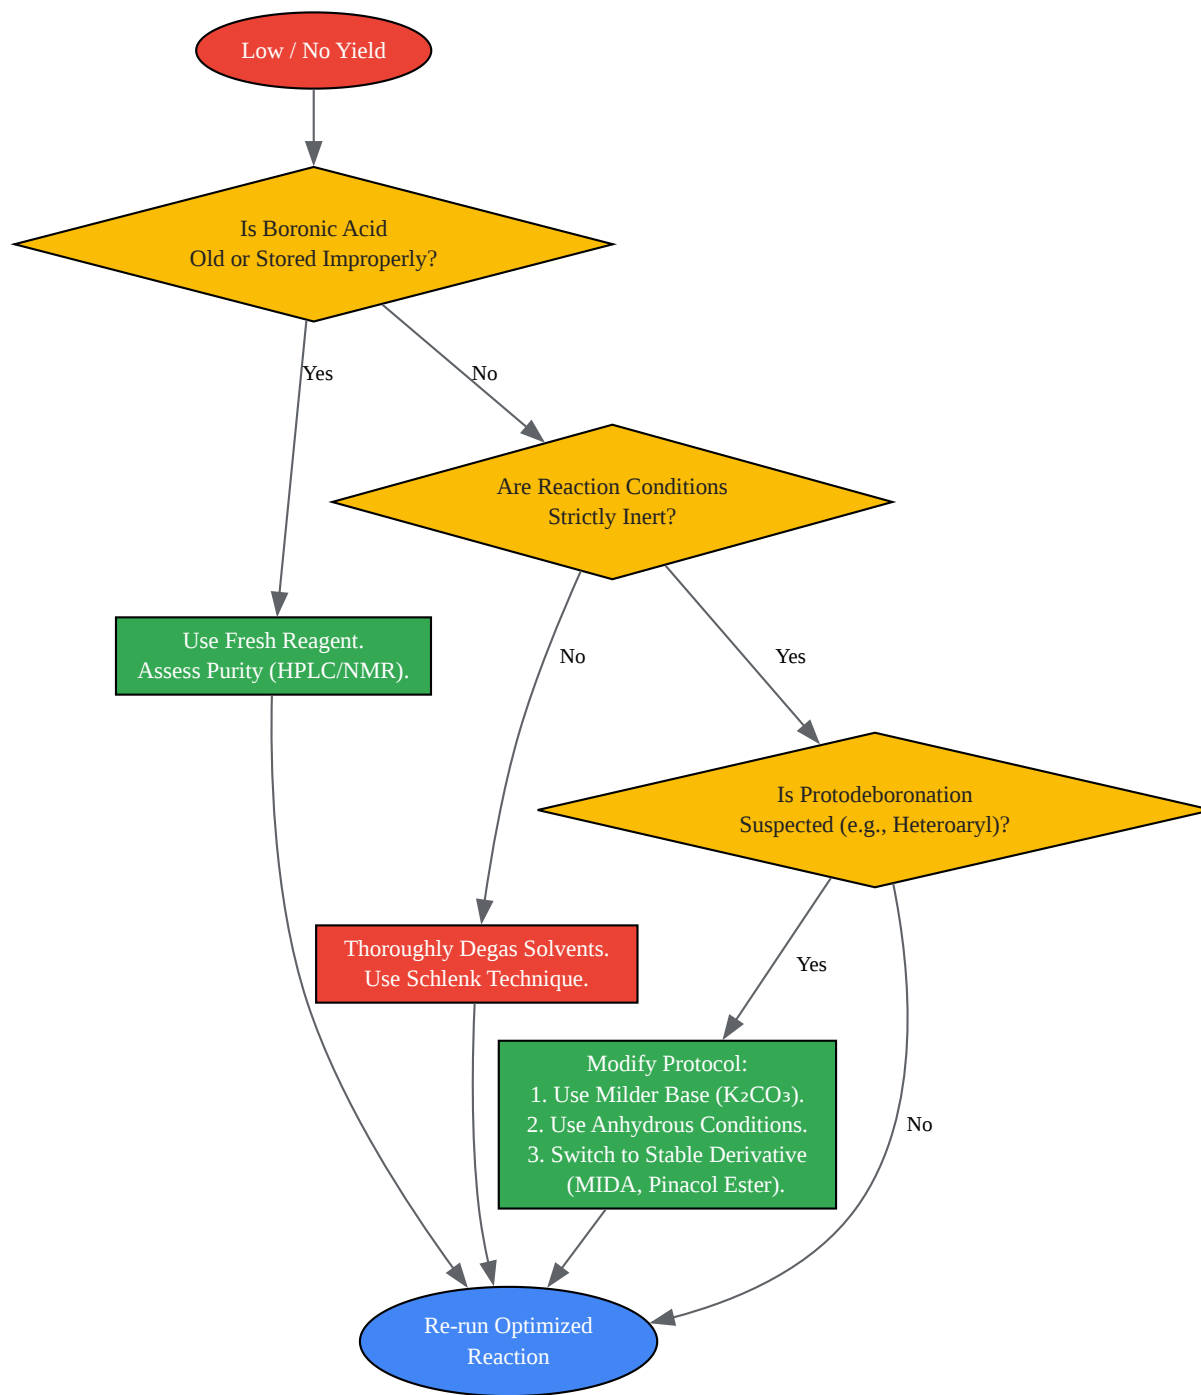 Low / No Yield
Is Boronic Acid
Old or Stored Improperly?
Yes
No
Are Reaction Conditions
Strictly Inert?
Use Fresh Reagent.
Assess Purity (HPLC/NMR).
No
Yes
Is Protodeboronation
Suspected (e.g., Heteroaryl)?
Thoroughly Degas Solvents.
Use Schlenk Technique.
Yes
Modify Protocol:
1. Use Milder Base (K₂CO₃).
2. Use Anhydrous Conditions.
3. Switch to Stable Derivative
(MIDA, Pinacol Ester).
No
Re-run Optimized
Reaction